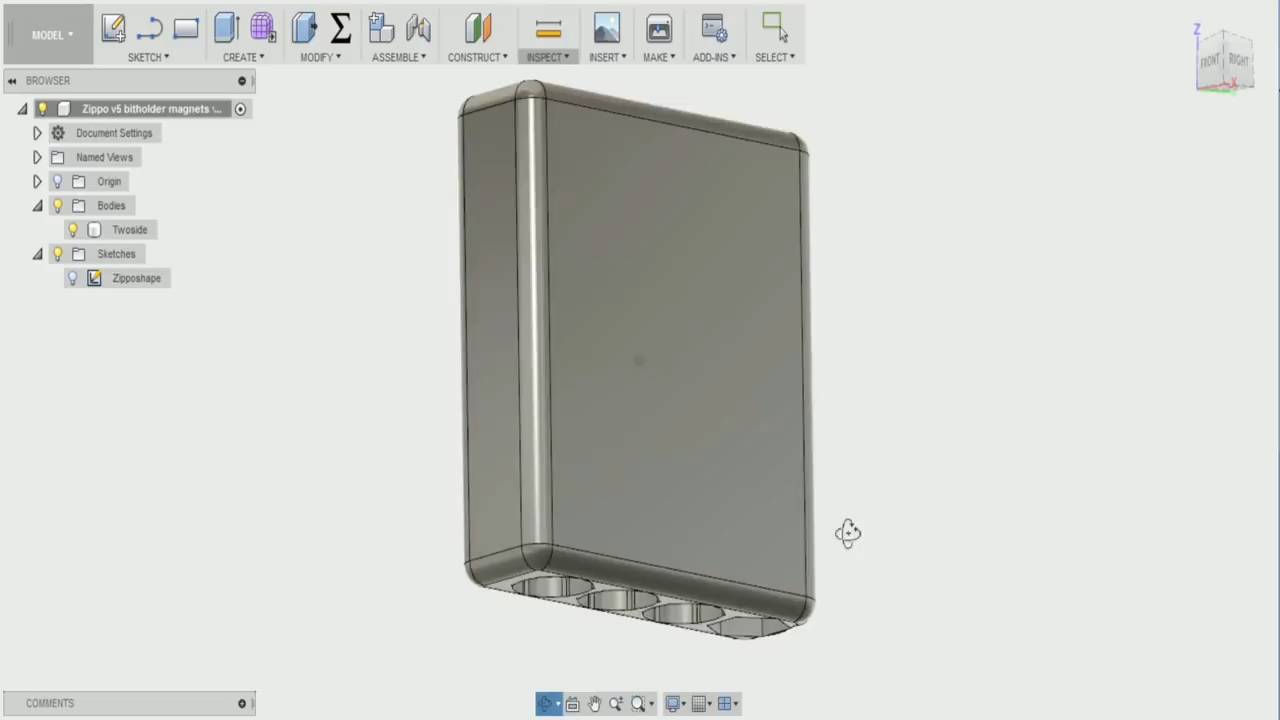 MODEL
SKETCH
CREATE
MODIFY
ASSEMBLE
CONSTRUCT
INSPECT
INSERT
MAKE
ADD-INS
SELECT
BROWSER
Zippo v5 bitholder magnets \...
Document Settings
Named Views
Origin
Bodies
Twoside
Sketches
Zipposhape
Z
FRONT
RIGHT
X
COMMENTS